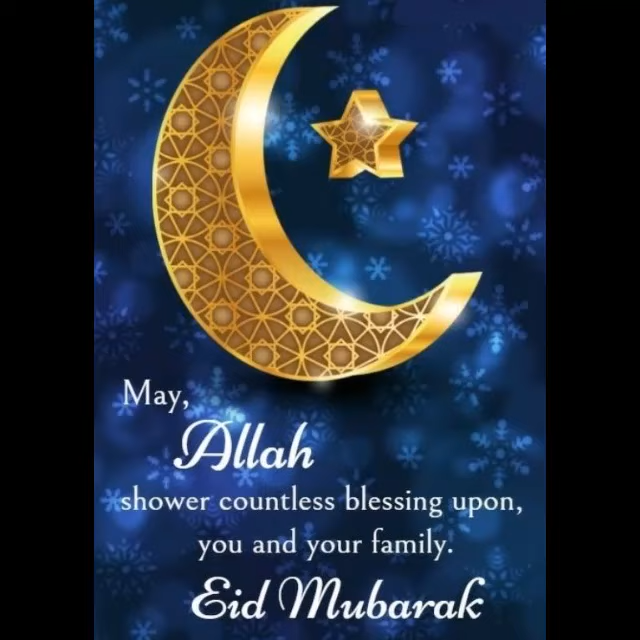 May,
Allah
shower countless blessing upon,
you and your family.
Eid Mubarak